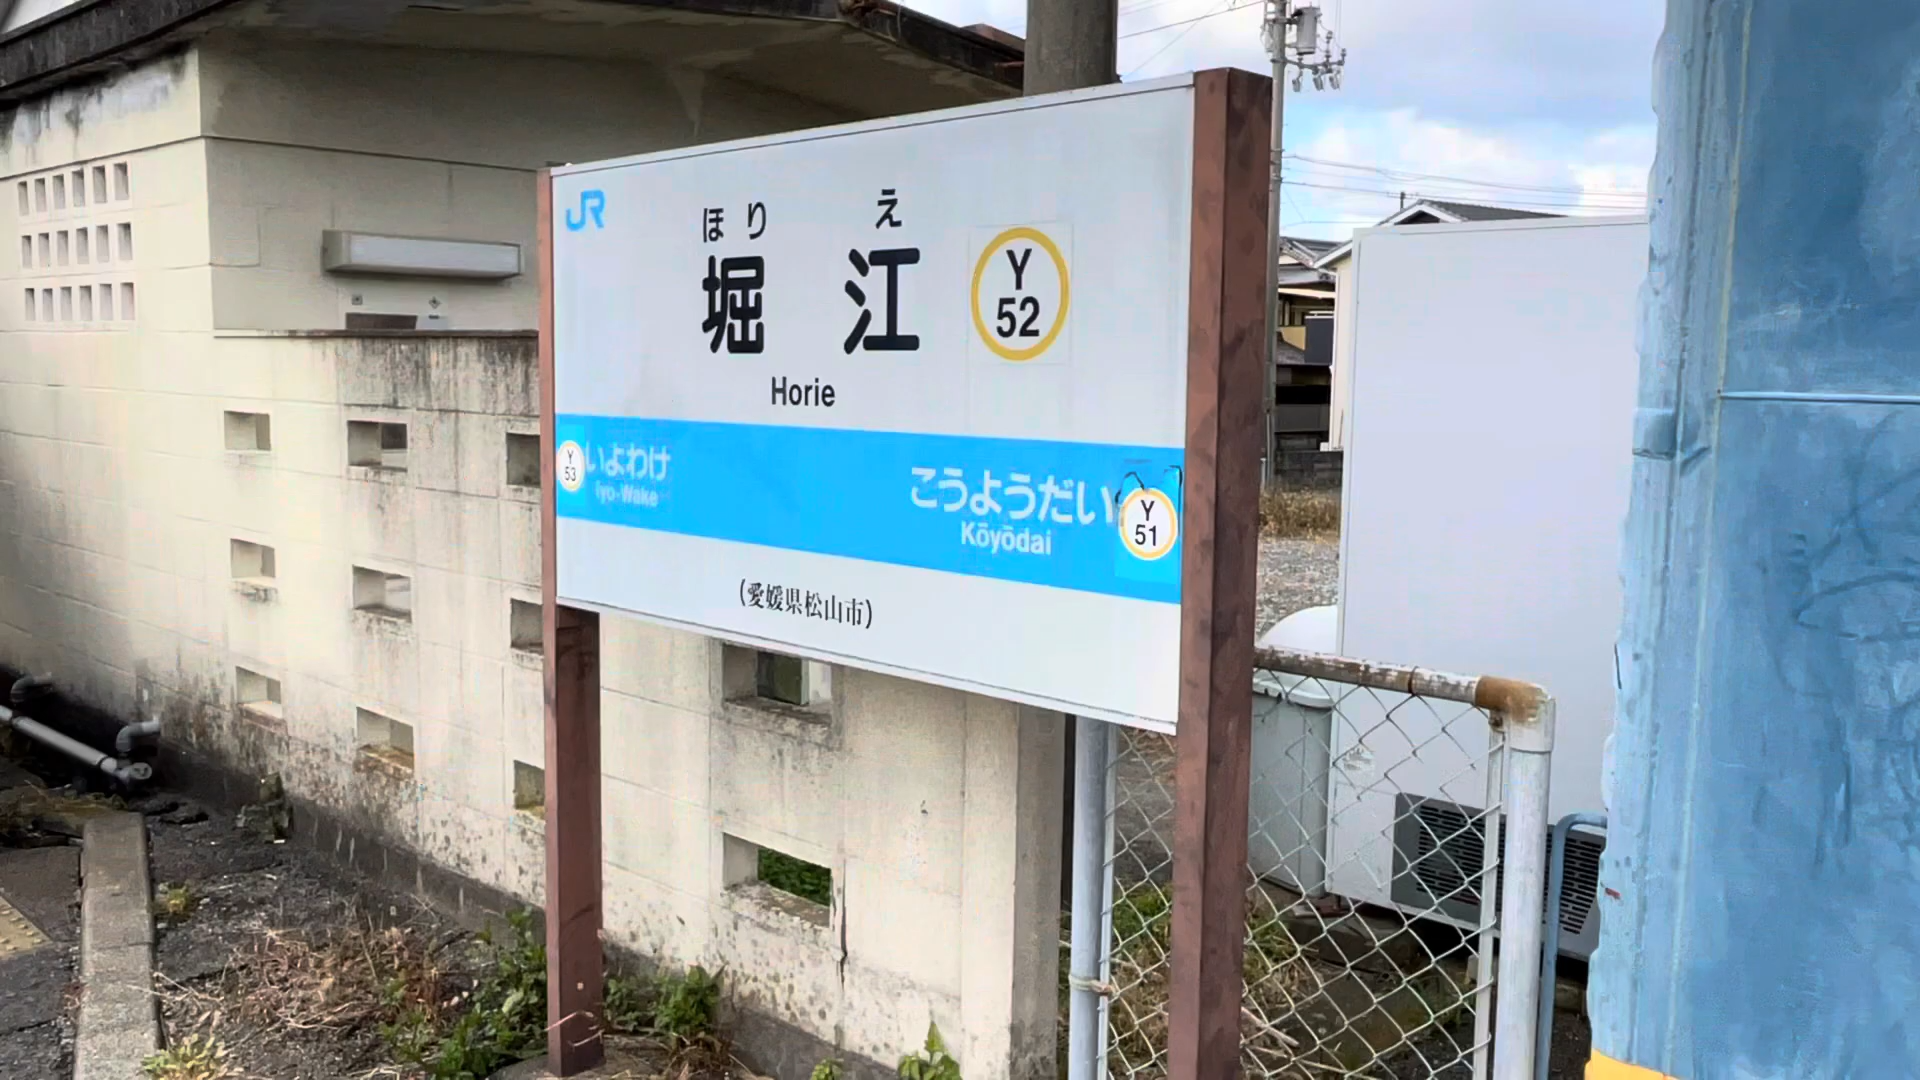 JR
ほり え
堀 江
Y
52
Horie
Y
53
いよわけ
Iyo-Wake
こうようだい
Kōyōdai
Y
51
(愛媛県松山市)